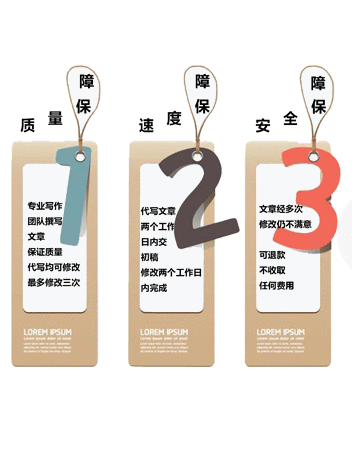 质量
保障
1
专业写作
团队撰写
文章
保证质量
代写均可修改
最多修改三次
LOREM IPSUM
速度
保障
2
代写文章
两个工作
日内交
初稿
修改两个工作日
内完成
LOREM IPSUM
安全
保障
3
文章经多次
修改仍不满意
可退款
不收取
任何费用
LOREM IPSUM